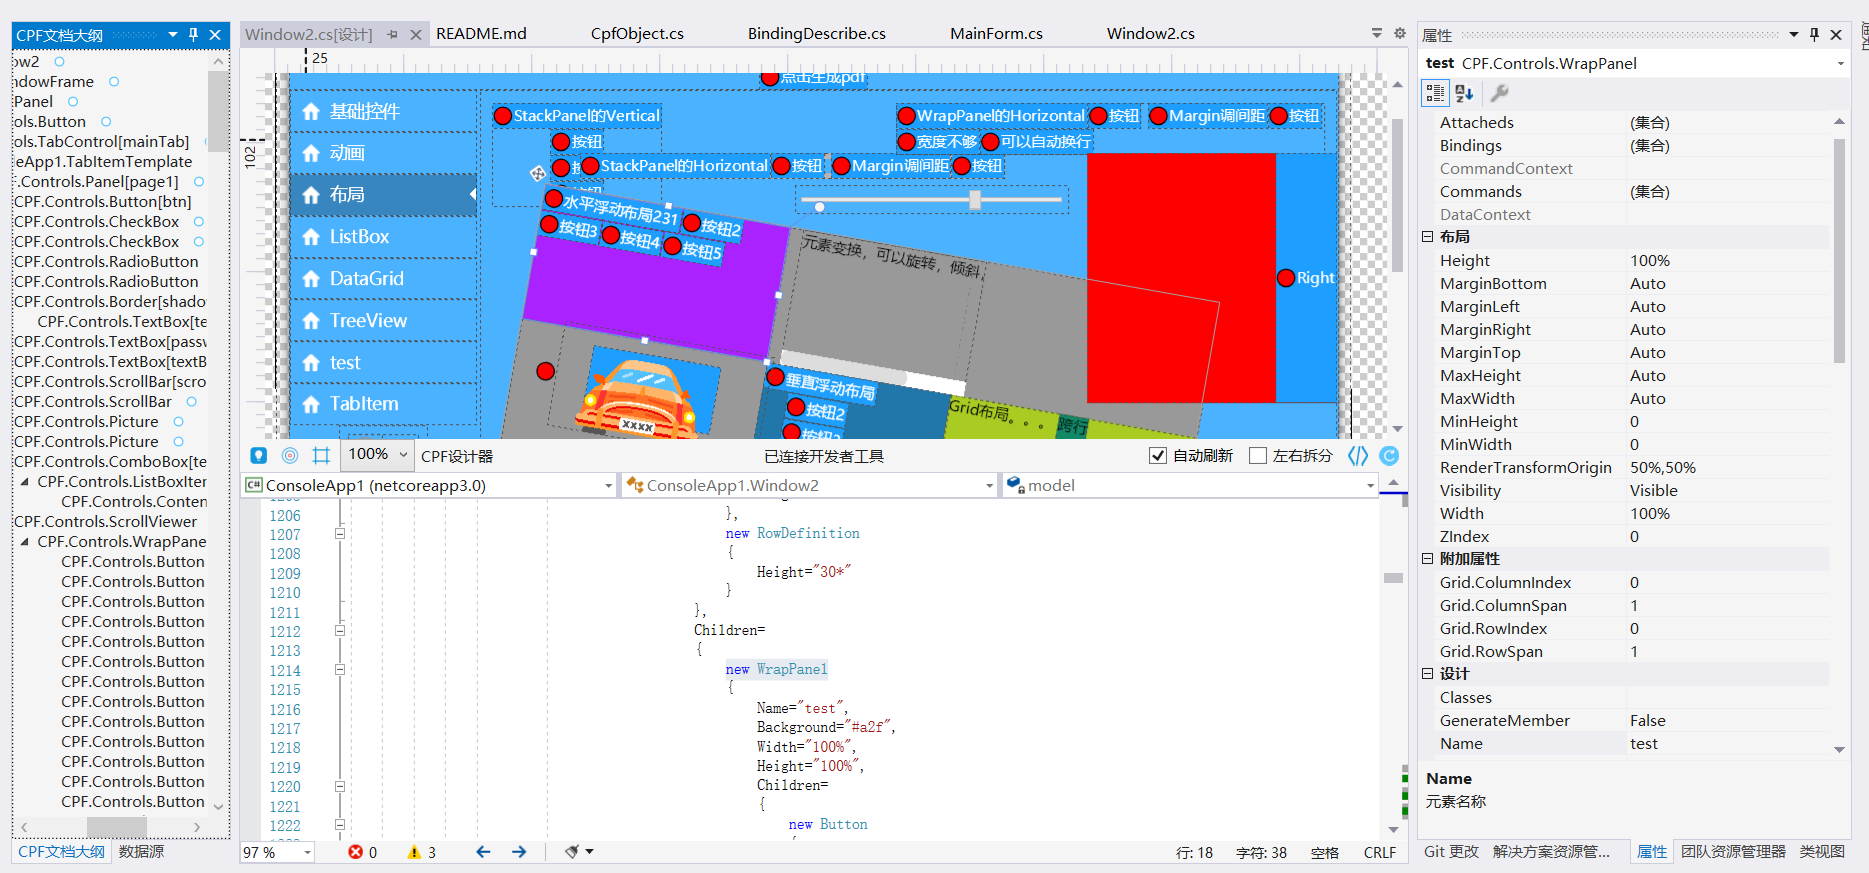 CPF文档大纲
ow2
ndowFrame
Panel
ols.Button
ols.TabControl[mainTab]
leApp1.TabItemTemplate
F.Controls.Panel[page1]
CPF.Controls.Button[btn]
CPF.Controls.CheckBox
CPF.Controls.CheckBox
CPF.Controls.RadioButton
CPF.Controls.RadioButton
CPF.Controls.Border[shado
CPF.Controls.TextBox[te
CPF.Controls.TextBox[passw
CPF.Controls.TextBox[textB
CPF.Controls.ScrollBar[scro
CPF.Controls.ScrollBar
CPF.Controls.Picture
CPF.Controls.Picture
CPF.Controls.ComboBox[te
CPF.Controls.ListBoxIter
CPF.Controls.Conten
CPF.Controls.ScrollViewer
CPF.Controls.WrapPane
CPF.Controls.Button
CPF.Controls.Button
CPF.Controls.Button
CPF.Controls.Button
CPF.Controls.Button
CPF.Controls.Button
CPF.Controls.Button
CPF.Controls.Button
CPF.Controls.Button
CPF.Controls.Button
CPF.Controls.Button
CPF.Controls.Button
CPF.Controls.Button
CPF文档大纲 数据源
Window2.cs[设计] README.md CpfObject.cs BindingDescribe.cs MainForm.cs Window2.cs
25
102
点击生成pdf
基础控件
动画
布局
ListBox
DataGrid
TreeView
test
TabItem
StackPanel的Vertical
按钮
StackPanel的Horizontal 按钮 Margin调间距 按钮
WrapPanel的Horizontal 按钮 Margin调间距 按钮
宽度不够 可以自动换行
水平浮动布局231 按钮2
按钮3 按钮4 按钮5
元素变换，可以旋转，倾斜，
Right
xxxx
垂直浮动布局
按钮2
Grid布局。。。 跨行
100% CPF设计器 已连接开发者工具 自动刷新 左右拆分
ConsoleApp1 (netcoreapp3.0) ConsoleApp1.Window2 model
1206 },
1207 new RowDefinition
1208 {
1209 Height="30*"
1210 }
1211 },
1212 Children=
1213 {
1214 new WrapPanel
1215 {
1216 Name="test",
1217 Background="#a2f",
1218 Width="100%",
1219 Height="100%",
1220 Children=
1221 {
1222 new Button
97 % 0 3 行: 18 字符: 38 空格 CRLF
属性
test CPF.Controls.WrapPanel
Attacheds (集合)
Bindings (集合)
CommandContext
Commands (集合)
DataContext
布局
Height 100%
MarginBottom Auto
MarginLeft Auto
MarginRight Auto
MarginTop Auto
MaxHeight Auto
MaxWidth Auto
MinHeight 0
MinWidth 0
RenderTransformOrigin 50%,50%
Visibility Visible
Width 100%
ZIndex 0
附加属性
Grid.ColumnIndex 0
Grid.ColumnSpan 1
Grid.RowIndex 0
Grid.RowSpan 1
设计
Classes
GenerateMember False
Name test
Name
元素名称
Git 更改 解决方案资源管... 属性 团队资源管理器 类视图